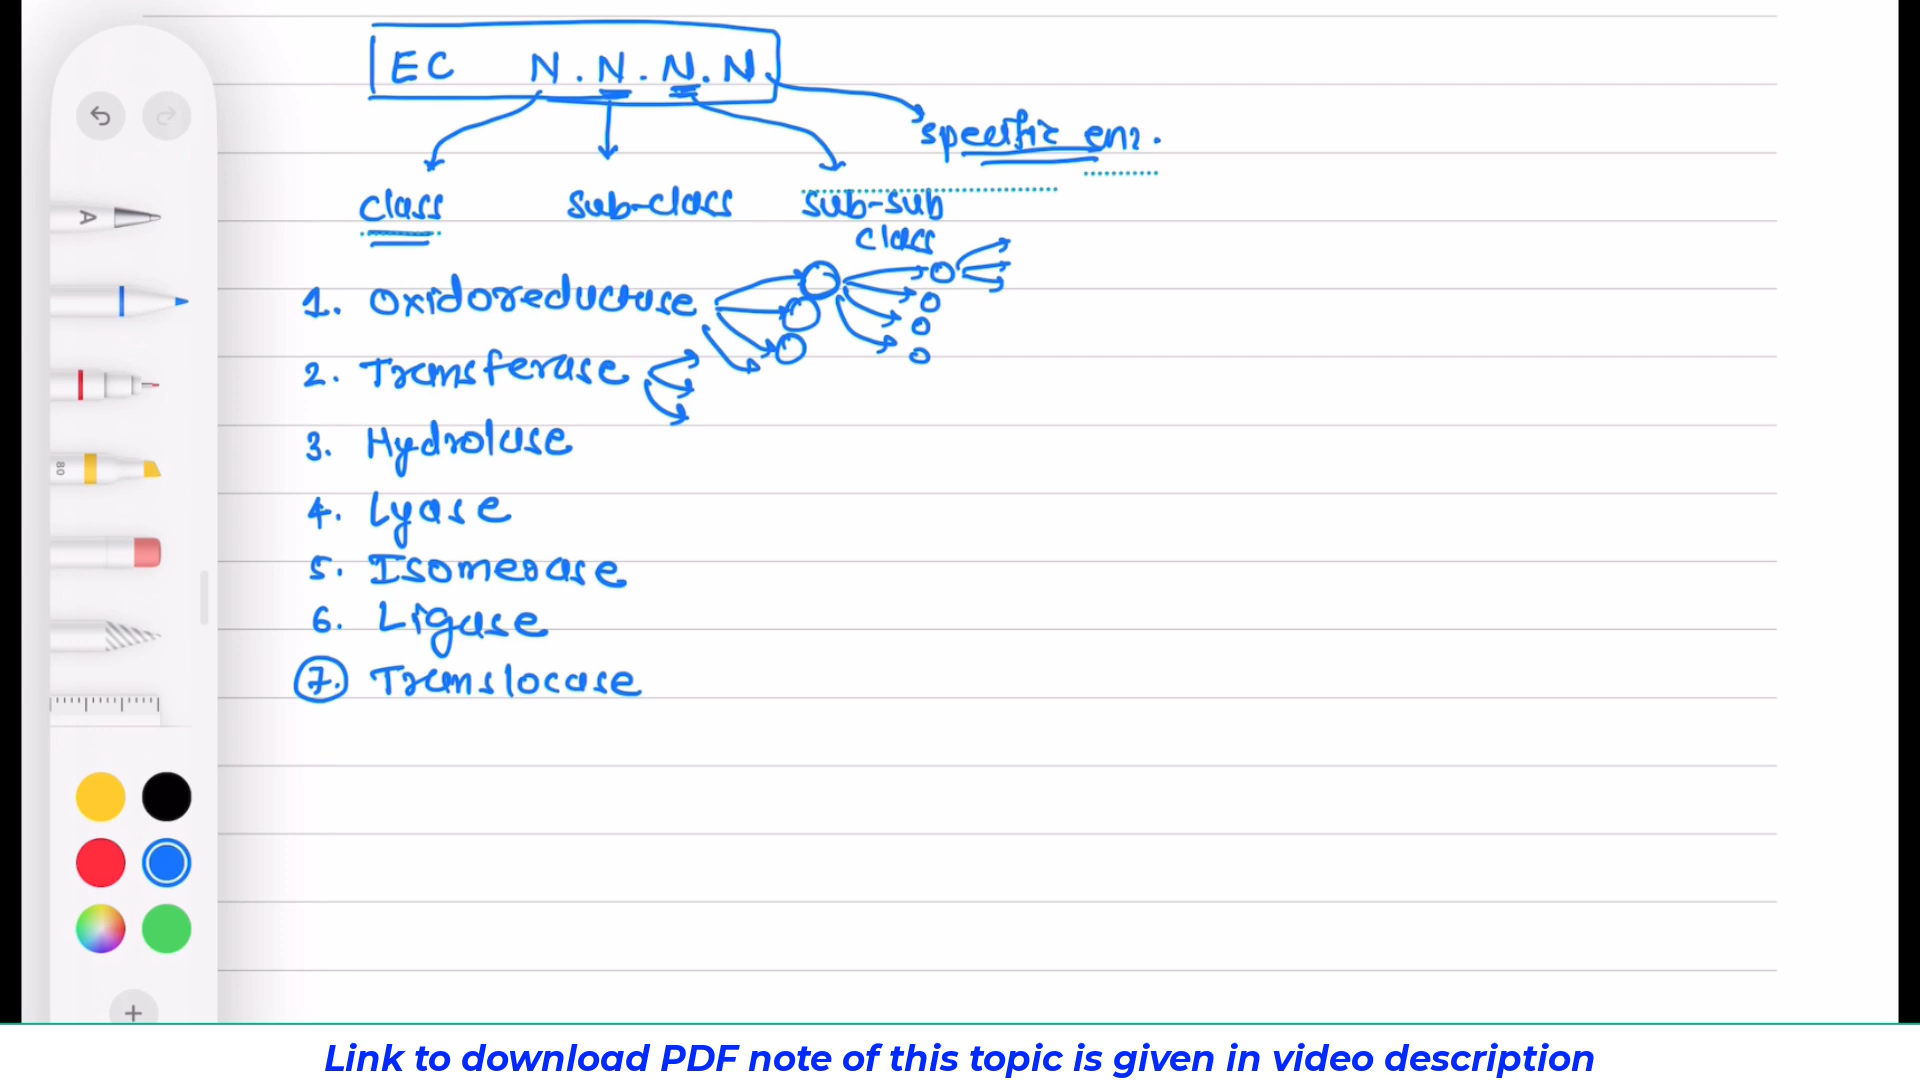 EC N.N.N.N.
specific enz.
class sub-class sub-sub
class
1. Oxidoreductase
2. Transferase
3. Hydrolase
4. Lyase
5. Isomerase
6. Ligase
7. Translocase
A
80
Link to download PDF note of this topic is given in video description